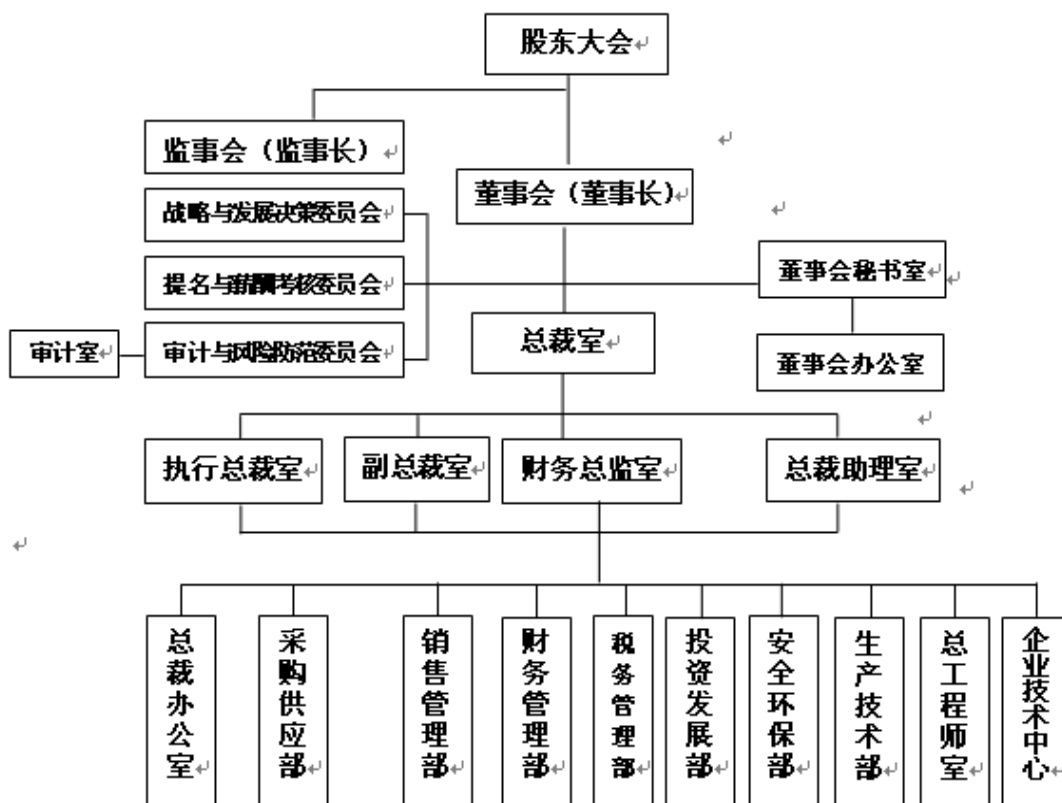 股东大会
监事会（监事长）
董事会（董事长）
战略与发展决策委员会
提名与薪酬考核委员会
董事会秘书室
审计室
审计与风险防范委员会
总裁室
董事会办公室
执行总裁室
副总裁室
财务总监室
总裁助理室
总裁办公室
采购供应部
销售管理部
财务管理部
税务管理部
投资发展部
安全环保部
生产技术部
总工程师室
企业技术中心